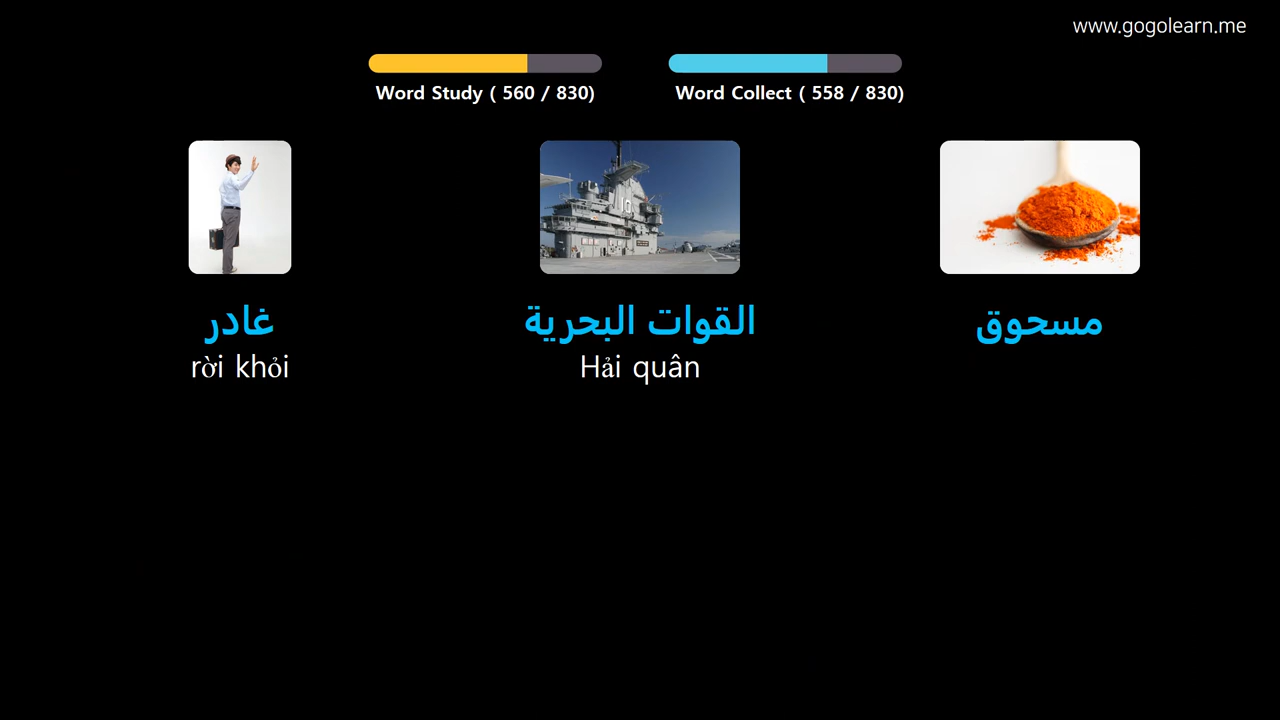 www.gogolearn.me
Word Study ( 560 / 830)
Word Collect ( 558 / 830)
غادر
rời khỏi
القوات البحرية
Hải quân
مسحوق
10